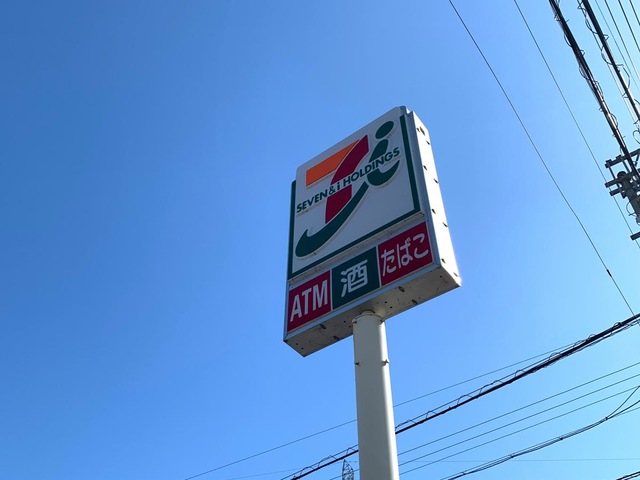 SEVEN & i HOLDINGS
ATM
酒
たばこ